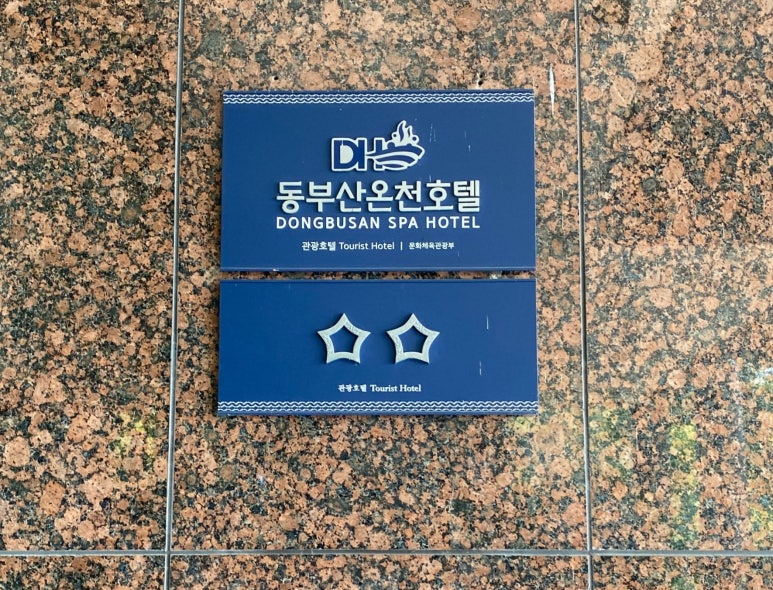 DH
동부산온천호텔
DONGBUSAN SPA HOTEL
관광호텔 Tourist Hotel | 문화체육관광부
관광호텔 Tourist Hotel